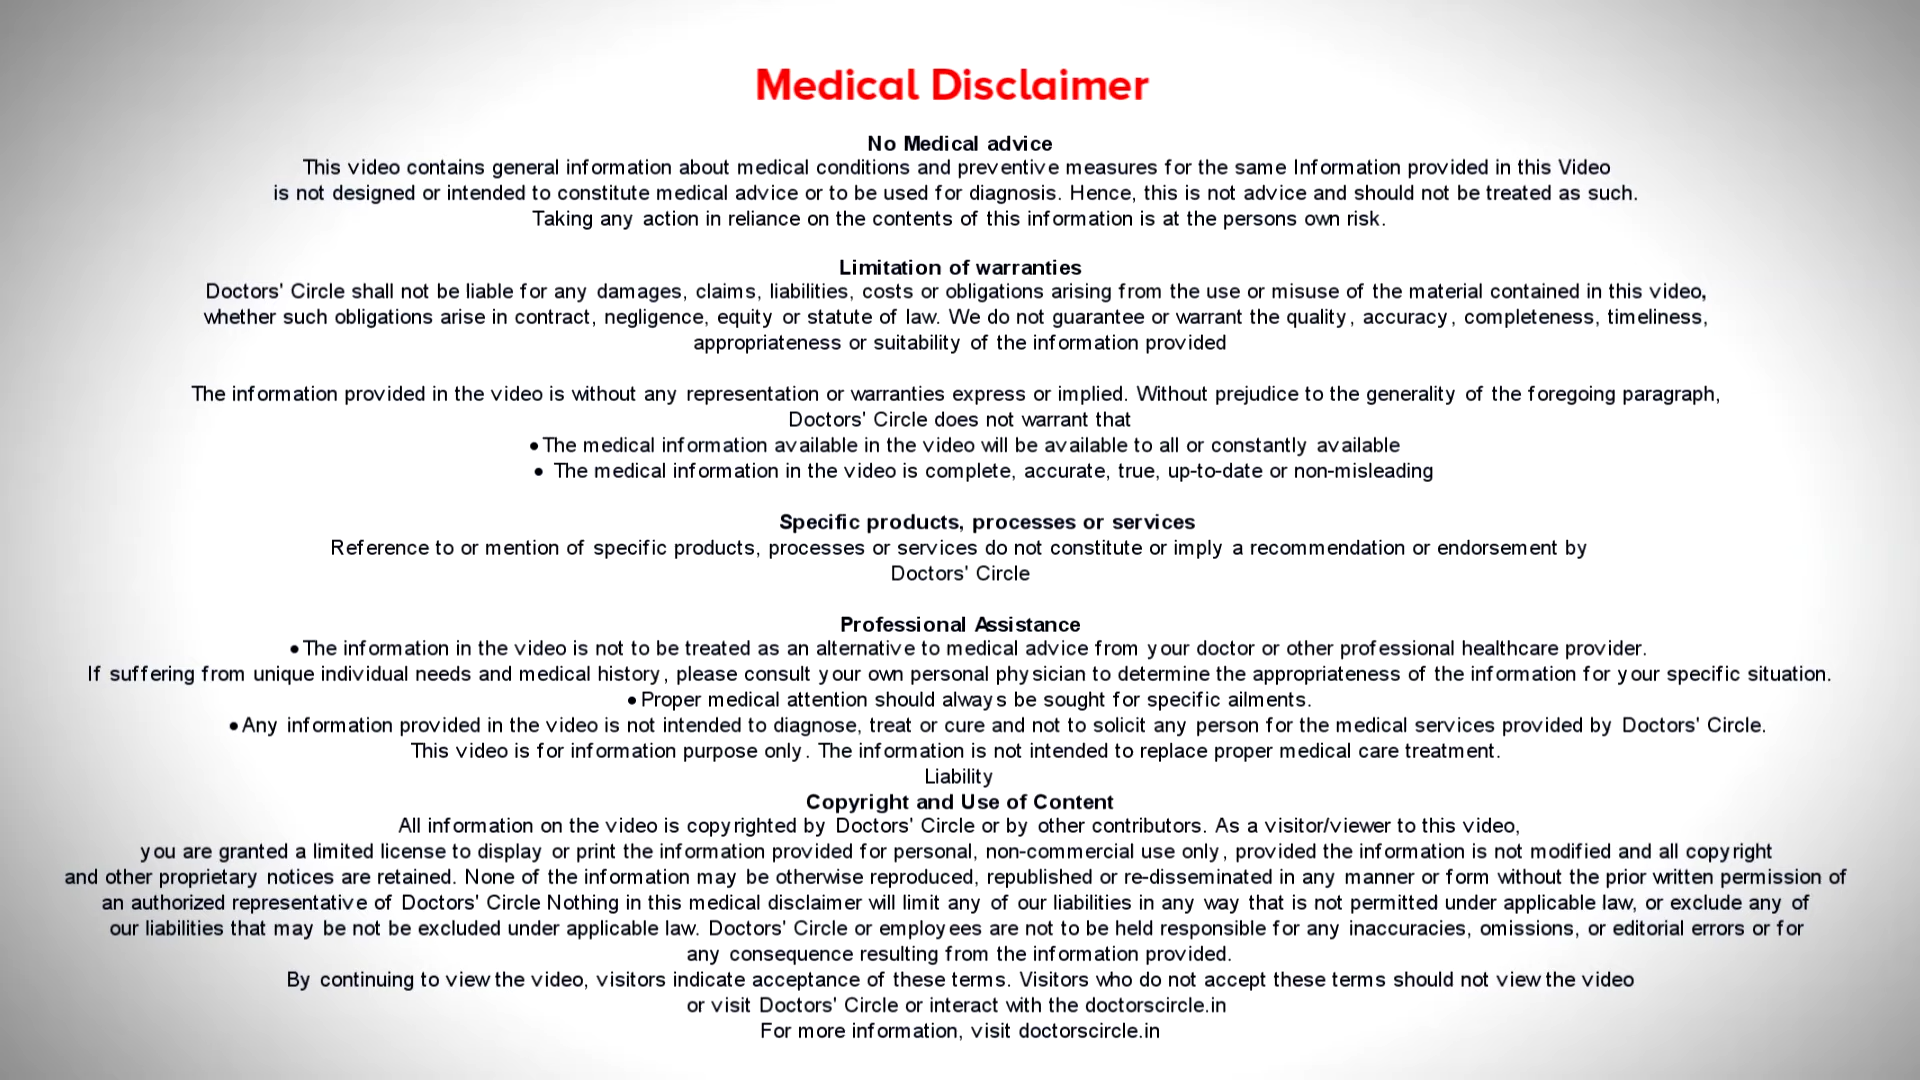 Medical Disclaimer
No Medical advice
This video contains general information about medical conditions and preventive measures for the same Information provided in this Video
is not designed or intended to constitute medical advice or to be used for diagnosis. Hence, this is not advice and should not be treated as such.
Taking any action in reliance on the contents of this information is at the persons own risk.
Limitation of warranties
Doctors' Circle shall not be liable for any damages, claims, liabilities, costs or obligations arising from the use or misuse of the material contained in this video,
whether such obligations arise in contract, negligence, equity or statute of law. We do not guarantee or warrant the quality, accuracy, completeness, timeliness,
appropriateness or suitability of the information provided
The information provided in the video is without any representation or warranties express or implied. Without prejudice to the generality of the foregoing paragraph,
Doctors' Circle does not warrant that
• The medical information available in the video will be available to all or constantly available
• The medical information in the video is complete, accurate, true, up-to-date or non-misleading
Specific products, processes or services
Reference to or mention of specific products, processes or services do not constitute or imply a recommendation or endorsement by
Doctors' Circle
Professional Assistance
• The information in the video is not to be treated as an alternative to medical advice from your doctor or other professional healthcare provider.
If suffering from unique individual needs and medical history, please consult your own personal physician to determine the appropriateness of the information for your specific situation.
• Proper medical attention should always be sought for specific ailments.
• Any information provided in the video is not intended to diagnose, treat or cure and not to solicit any person for the medical services provided by Doctors' Circle.
This video is for information purpose only. The information is not intended to replace proper medical care treatment.
Liability
Copyright and Use of Content
All information on the video is copyrighted by Doctors' Circle or by other contributors. As a visitor/viewer to this video,
you are granted a limited license to display or print the information provided for personal, non-commercial use only, provided the information is not modified and all copyright
and other proprietary notices are retained. None of the information may be otherwise reproduced, republished or re-disseminated in any manner or form without the prior written permission of
an authorized representative of Doctors' Circle Nothing in this medical disclaimer will limit any of our liabilities in any way that is not permitted under applicable law, or exclude any of
our liabilities that may be not be excluded under applicable law. Doctors' Circle or employees are not to be held responsible for any inaccuracies, omissions, or editorial errors or for
any consequence resulting from the information provided.
By continuing to view the video, visitors indicate acceptance of these terms. Visitors who do not accept these terms should not view the video
or visit Doctors' Circle or interact with the doctorscircle.in
For more information, visit doctorscircle.in